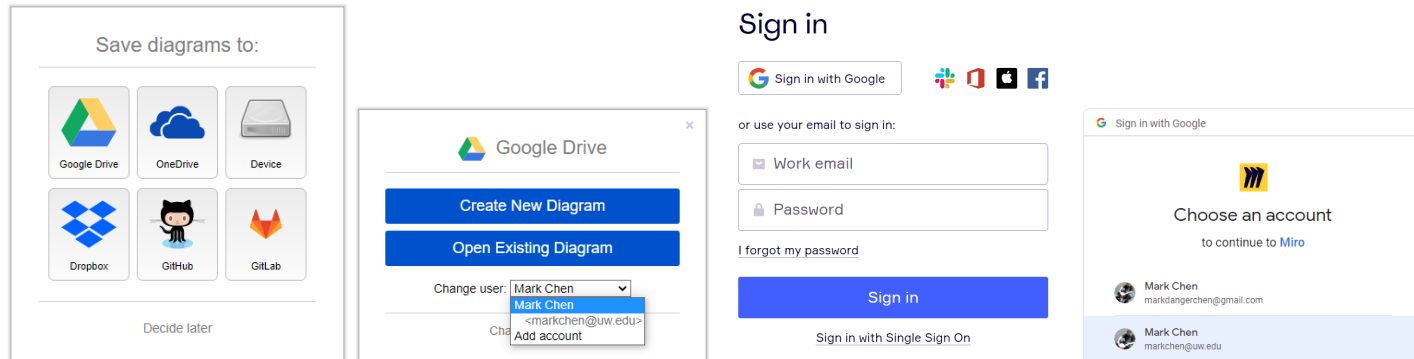 Save diagrams to:
Google Drive
OneDrive
Device
Dropbox
GitHub
GitLab
Decide later
×
Google Drive
Create New Diagram
Open Existing Diagram
Change user: Mark Chen
Mark Chen
<markchen@uw.edu>
Add account
Sign in
Sign in with Google
or use your email to sign in:
Work email
Password
I forgot my password
Sign in
Sign in with Single Sign On
Sign in with Google
Choose an account
to continue to Miro
Mark Chen
markdangerchen@gmail.com
Mark Chen
markchen@uw.edu